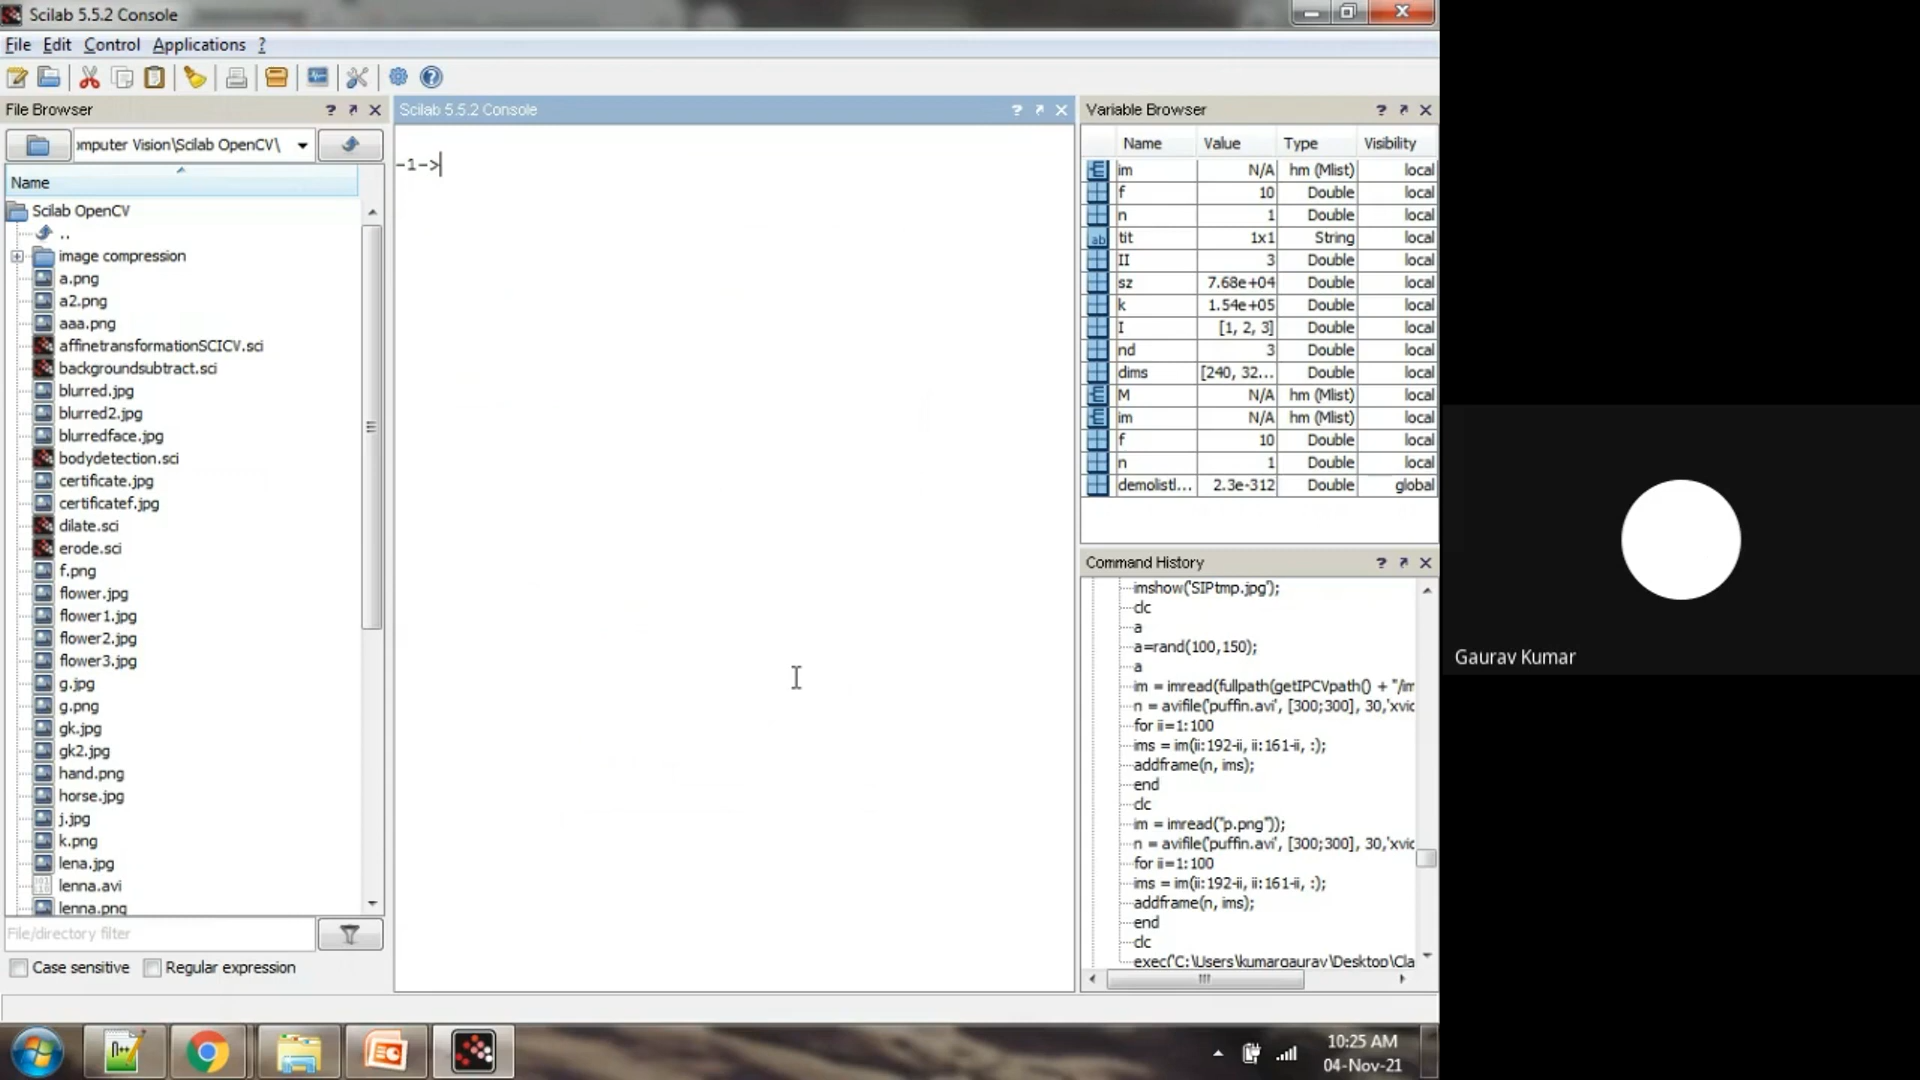 Scilab 5.5.2 Console
File Edit Control Applications ?
File Browser
omputer Vision\Scilab OpenCV\
Name
Scilab OpenCV
..
image compression
a.png
a2.png
aaa.png
affinetransformationSCICV.sci
backgroundsubtract.sci
blurred.jpg
blurred2.jpg
blurredface.jpg
bodydetection.sci
certificate.jpg
certificatef.jpg
dilate.sci
erode.sci
f.png
flower.jpg
flower1.jpg
flower2.jpg
flower3.jpg
g.jpg
g.png
gk.jpg
gk2.jpg
hand.png
horse.jpg
j.jpg
k.png
lena.jpg
lenna.avi
lenna.png
File/directory filter
Case sensitive Regular expression
Scilab 5.5.2 Console
-1->
Variable Browser
Name Value Type Visibility
im N/A hm (Mlist) local
f 10 Double local
n 1 Double local
tit 1x1 String local
II 3 Double local
sz 7.68e+04 Double local
k 1.54e+05 Double local
I [1, 2, 3] Double local
nd 3 Double local
dims [240, 32... Double local
M N/A hm (Mlist) local
im N/A hm (Mlist) local
f 10 Double local
n 1 Double local
demolistl... 2.3e-312 Double global
Command History
imshow('SIPtmp.jpg');
clc
a
a=rand(100,150);
a
im = imread(fullpath(getIPCVpath() + "/im
n = avifile('puffin.avi', [300;300], 30,'xvic
for ii=1:100
ims = im(ii:192-ii, ii:161-ii, :);
addframe(n, ims);
end
clc
im = imread("p.png"));
n = avifile('puffin.avi', [300;300], 30,'xvic
for ii=1:100
ims = im(ii:192-ii, ii:161-ii, :);
addframe(n, ims);
end
clc
exec('C:\Users\kumargaurav\Desktop\Cla
Gaurav Kumar
10:25 AM
04-Nov-21